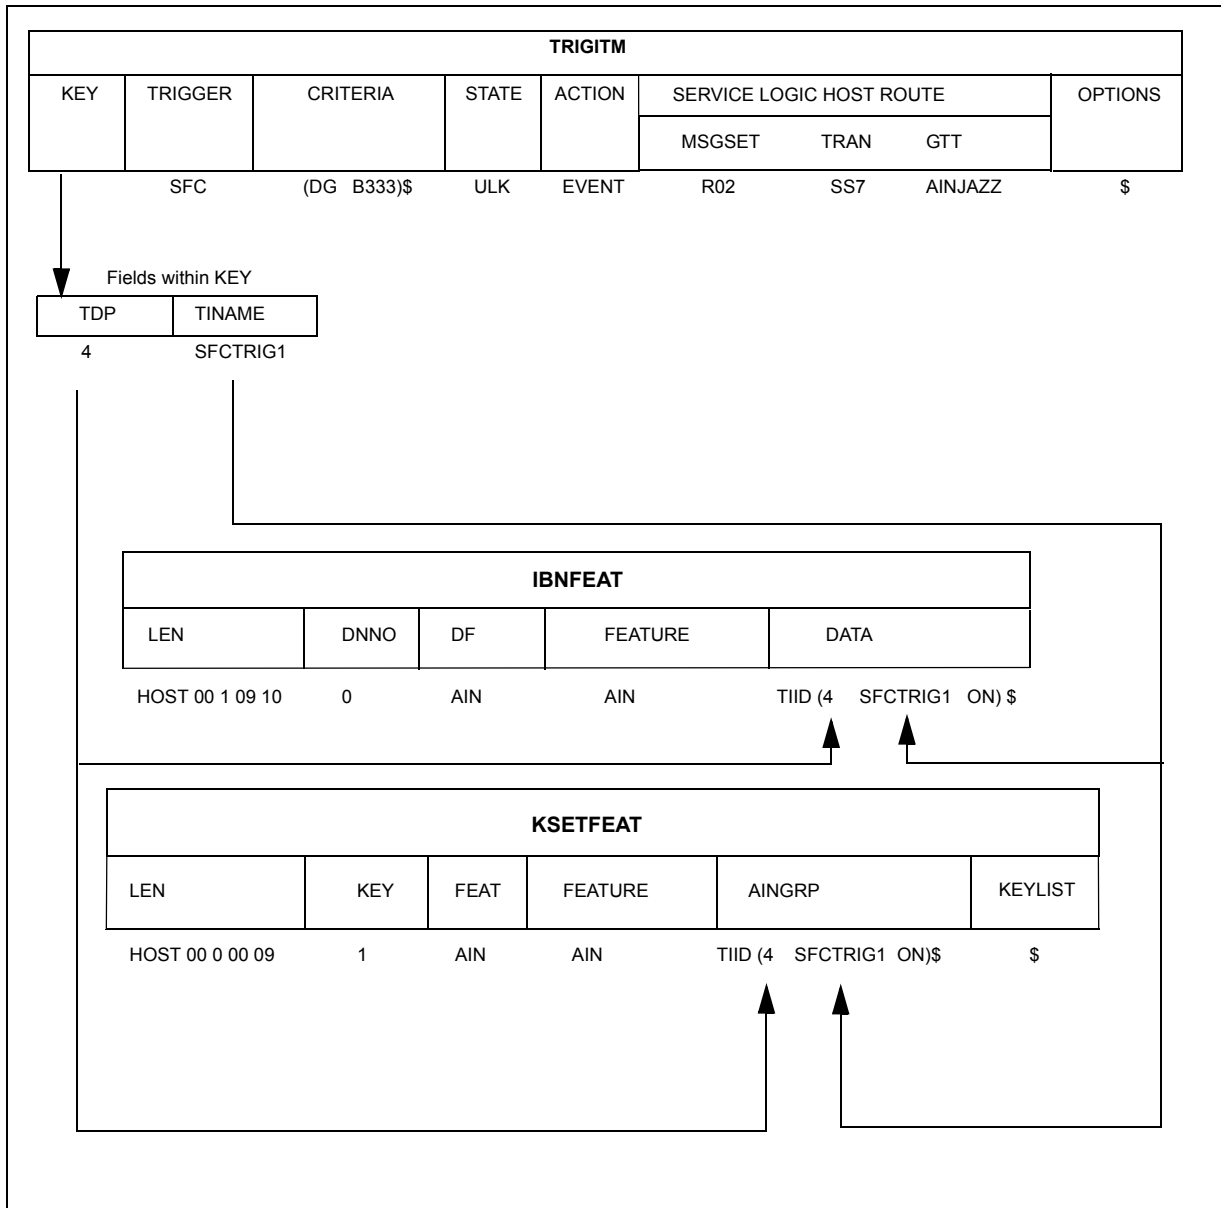 TRIGITM
KEY TRIGGER CRITERIA STATE ACTION SERVICE LOGIC HOST ROUTE OPTIONS
MSGSET TRAN GTT
SFC (DG B333)$ ULK EVENT R02 SS7 AINJAZZ $
Fields within KEY
TDP TINAME
4 SFCTRIG1
IBNFEAT
LEN DNNO DF FEATURE DATA
HOST 00 1 09 10 0 AIN AIN TIID (4 SFCTRIG1 ON) $
KSETFEAT
LEN KEY FEAT FEATURE AINGRP KEYLIST
HOST 00 0 00 09 1 AIN AIN TIID (4 SFCTRIG1 ON)$ $